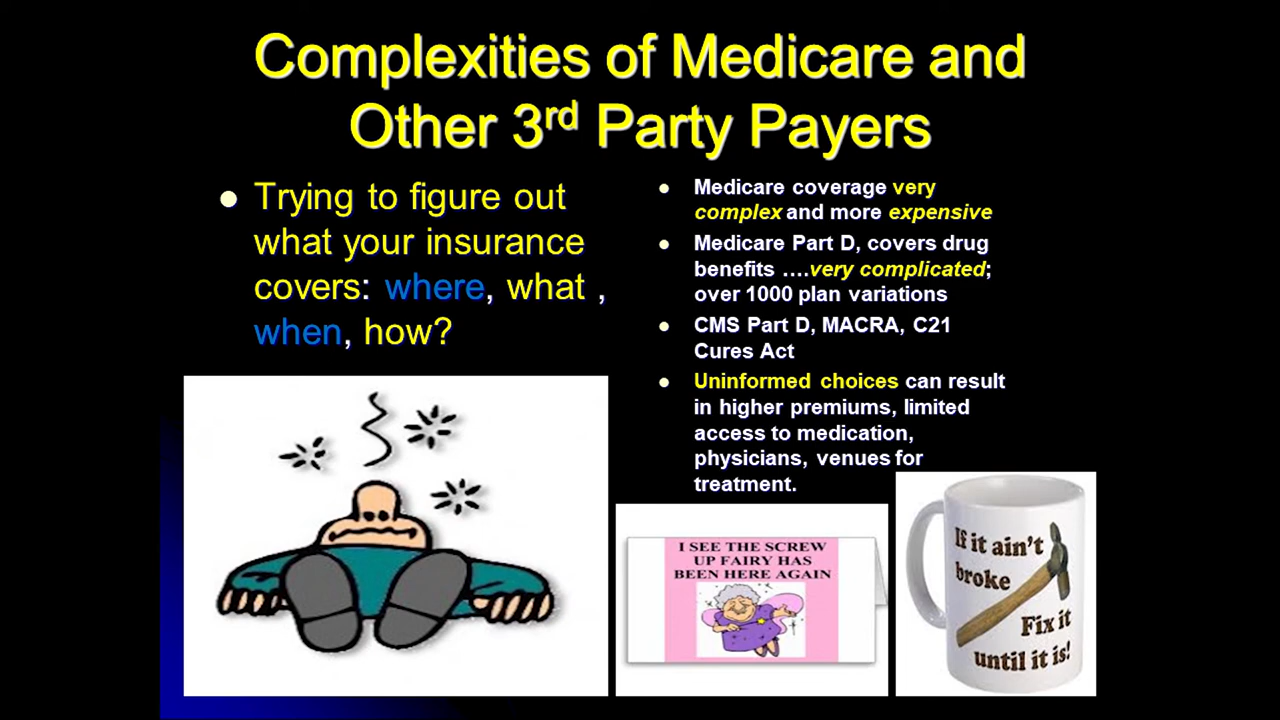 Complexities of Medicare and
Other 3rd Party Payers
Trying to figure out
what your insurance
covers: where, what ,
when, how?
Medicare coverage very
complex and more expensive
Medicare Part D, covers drug
benefits ....very complicated;
over 1000 plan variations
CMS Part D, MACRA, C21
Cures Act
Uninformed choices can result
in higher premiums, limited
access to medication,
physicians, venues for
treatment.
I SEE THE SCREW
UP FAIRY HAS
BEEN HERE AGAIN
If it ain't
broke
Fix it
until it is!